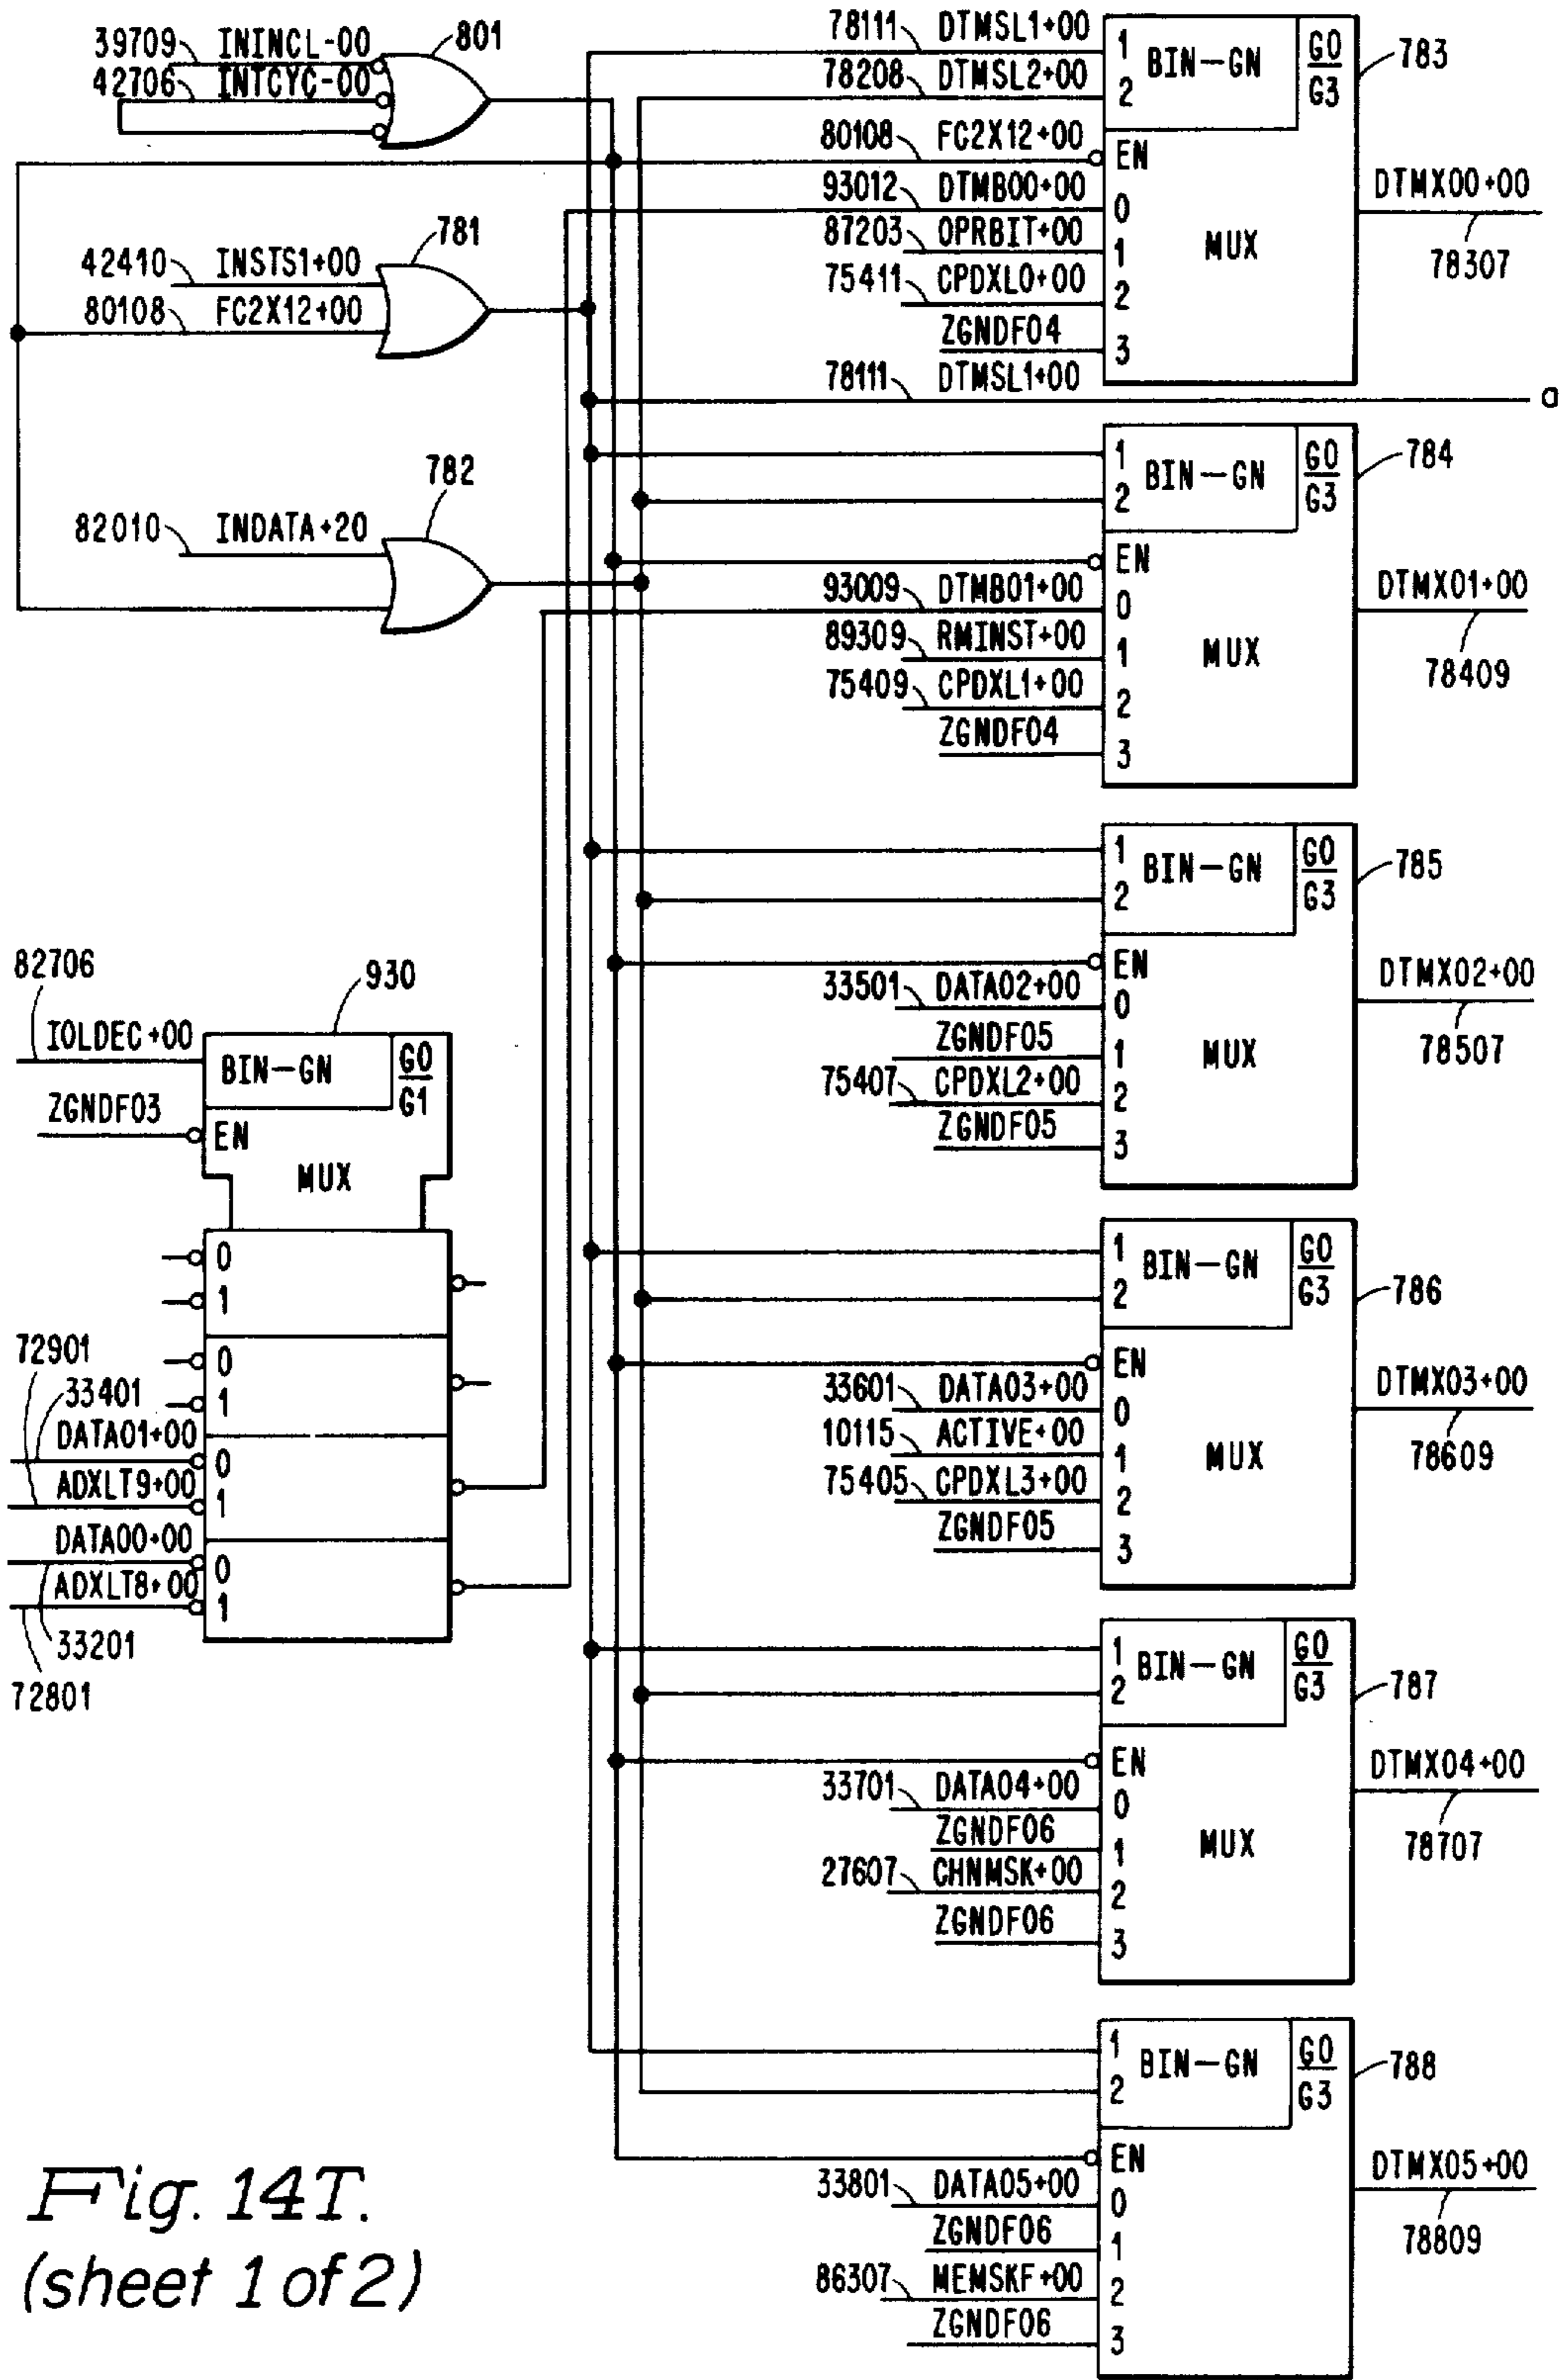 39709 ININCL-00
42706 INTCYC-00
801
42410 INSTS1+00
80108 FC2X12+00
781
82010 INDATA+20
782
78111 DTMSL1+00
78208 DTMSL2+00
80108 FC2X12+00
93012 DTMB00+00
87203 OPRBIT+00
75411 CPDXL0+00
ZGNDF04
1
2
BIN-GN
G0
G3
EN
0
1
2
3
MUX
783
DTMX00+00
78307
78111 DTMSL1+00
a
1
2
BIN-GN
G0
G3
784
EN
93009 DTMB01+00
0
89309 RMINST+00
1
75409 CPDXL1+00
2
ZGNDF04
3
MUX
DTMX01+00
78409
1
2
BIN-GN
G0
G3
785
EN
33501 DATA02+00
0
ZGNDF05
1
75407 CPDXL2+00
2
ZGNDF05
3
MUX
DTMX02+00
78507
82706
IOLDEC+00
ZGNDF03
930
BIN-GN
G0
G1
EN
MUX
0
1
0
1
72901
33401
DATA01+00
0
ADXLT9+00
1
DATA00+00
0
ADXLT8+00
1
33201
72801
1
2
BIN-GN
G0
G3
786
EN
33601 DATA03+00
0
10115 ACTIVE+00
1
75405 CPDXL3+00
2
ZGNDF05
3
MUX
DTMX03+00
78609
1
2
BIN-GN
G0
G3
787
EN
33701 DATA04+00
0
ZGNDF06
1
27607 CHNMSK+00
2
ZGNDF06
3
MUX
DTMX04+00
78707
1
2
BIN-GN
G0
G3
788
EN
33801 DATA05+00
0
ZGNDF06
1
86307 MEMSKF+00
2
ZGNDF06
3
DTMX05+00
78809
Fig. 14T.
(sheet 1 of 2)